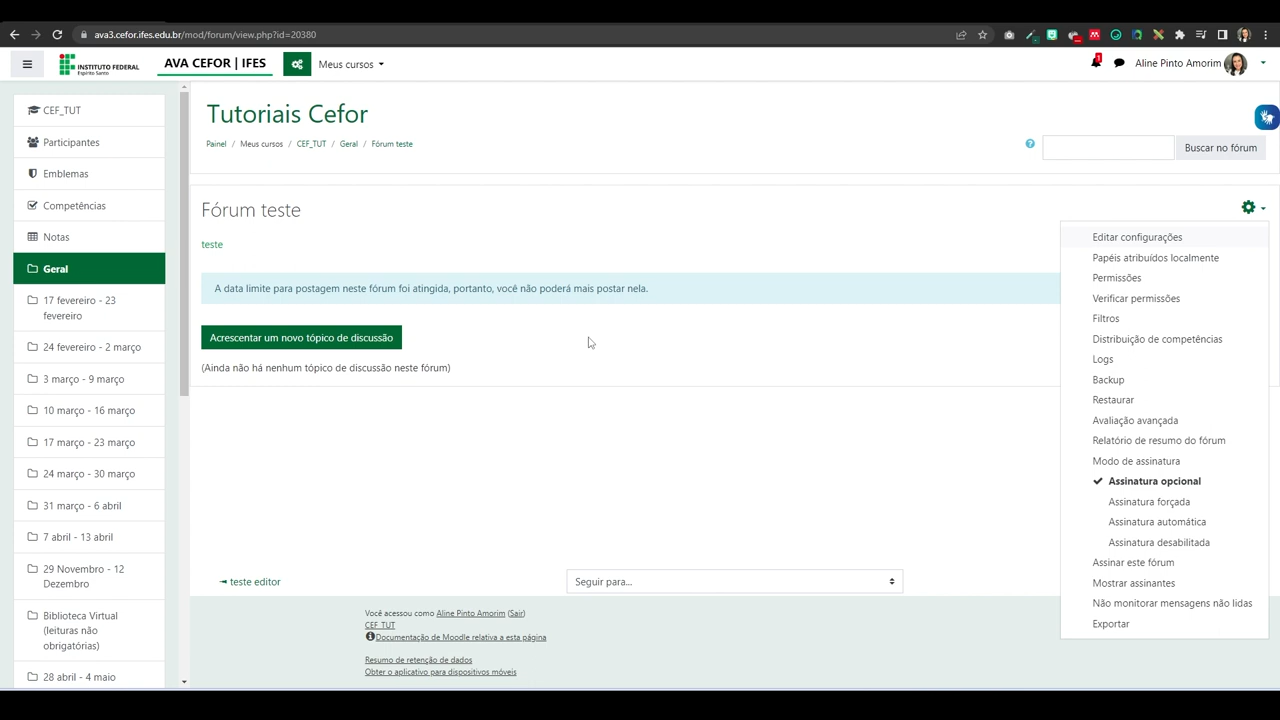 ava3.cefor.ifes.edu.br/mod/forum/view.php?id=20380
INSTITUTO FEDERAL
Espírito Santo
AVA CEFOR | IFES
Meus cursos
1
Aline Pinto Amorim
CEF_TUT
Participantes
Emblemas
Competências
Notas
Geral
17 fevereiro - 23
fevereiro
24 fevereiro - 2 março
3 março - 9 março
10 março - 16 março
17 março - 23 março
24 março - 30 março
31 março - 6 abril
7 abril - 13 abril
29 Novembro - 12
Dezembro
Biblioteca Virtual
(leituras não
obrigatórias)
28 abril - 4 maio
Tutoriais Cefor
Painel / Meus cursos / CEF_TUT / Geral / Fórum teste
Buscar no fórum
Fórum teste
teste
A data limite para postagem neste fórum foi atingida, portanto, você não poderá mais postar nela.
Acrescentar um novo tópico de discussão
(Ainda não há nenhum tópico de discussão neste fórum)
Editar configurações
Papéis atribuídos localmente
Permissões
Verificar permissões
Filtros
Distribuição de competências
Logs
Backup
Restaurar
Avaliação avançada
Relatório de resumo do fórum
Modo de assinatura
Assinatura opcional
Assinatura forçada
Assinatura automática
Assinatura desabilitada
Assinar este fórum
Mostrar assinantes
Não monitorar mensagens não lidas
Exportar
◄ teste editor
Seguir para...
Você acessou como Aline Pinto Amorim (Sair)
CEF_TUT
Documentação de Moodle relativa a esta página
Resumo de retenção de dados
Obter o aplicativo para dispositivos móveis